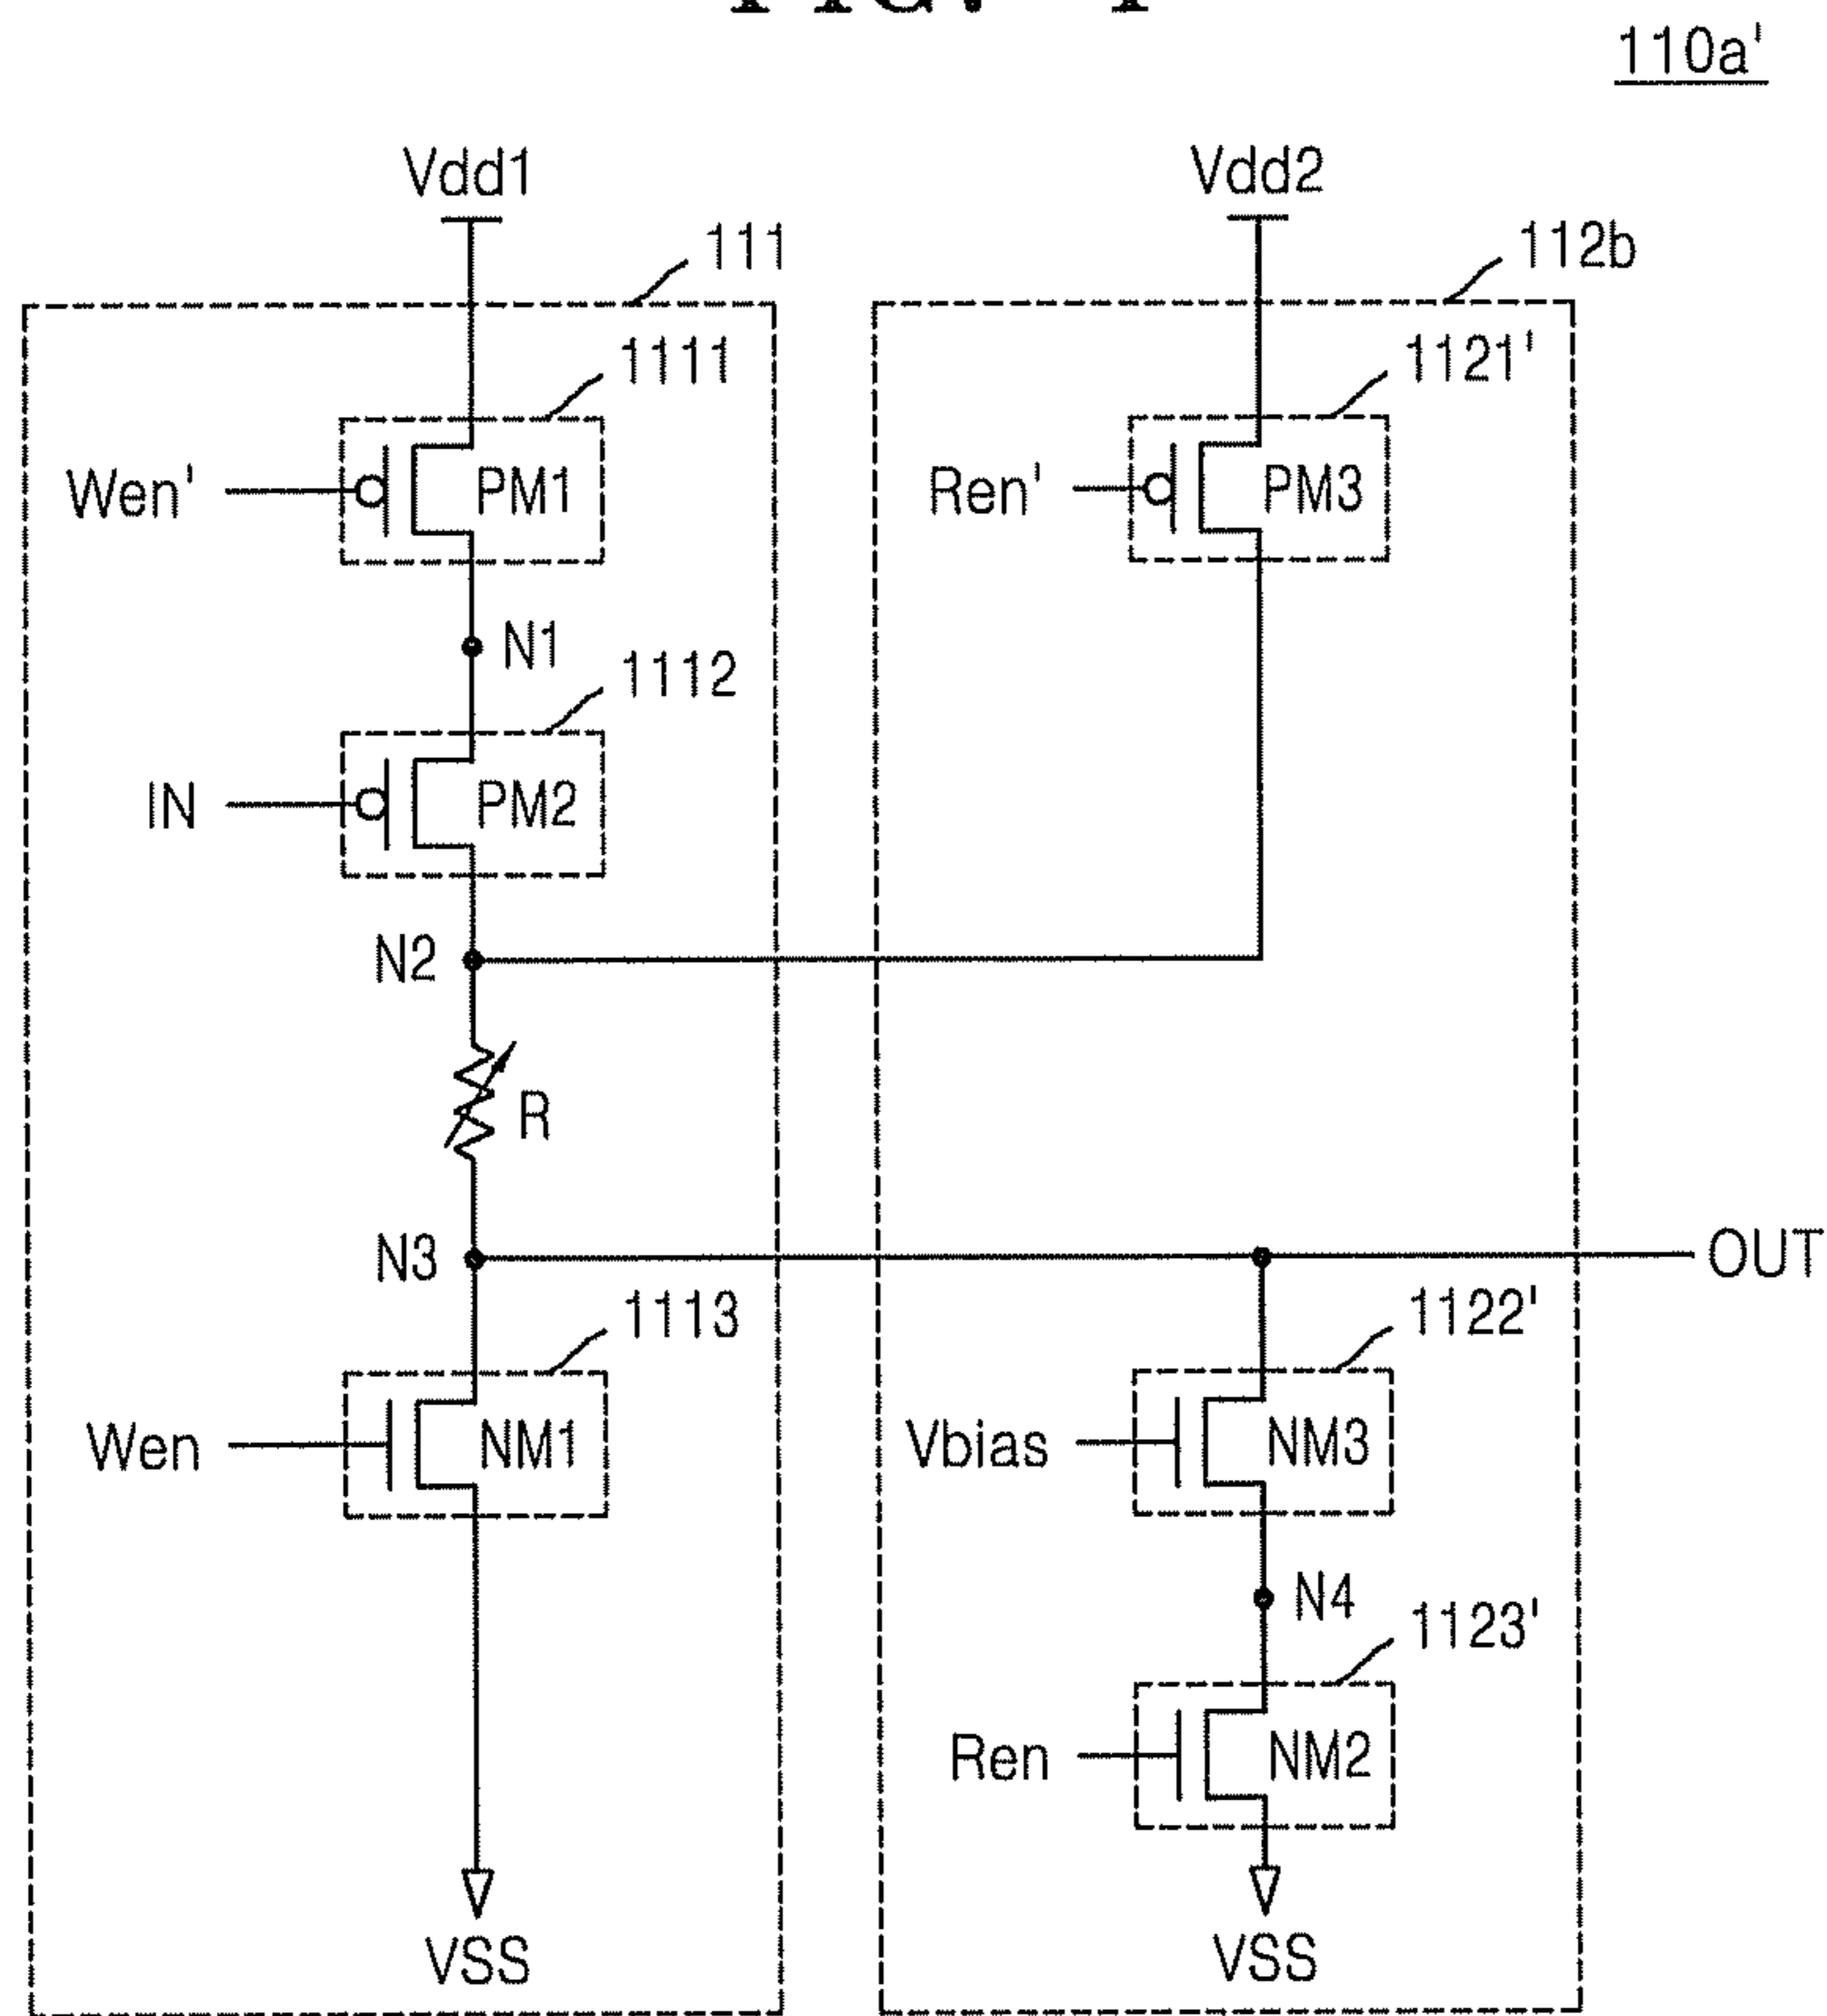 110a'
Vdd1
Vdd2
111
112b
1111
1121'
Wen'
PM1
Ren'
PM3
N1
1112
IN
PM2
N2
R
N3
OUT
1113
1122'
Wen
NM1
Vbias
NM3
N4
1123'
Ren
NM2
VSS
VSS